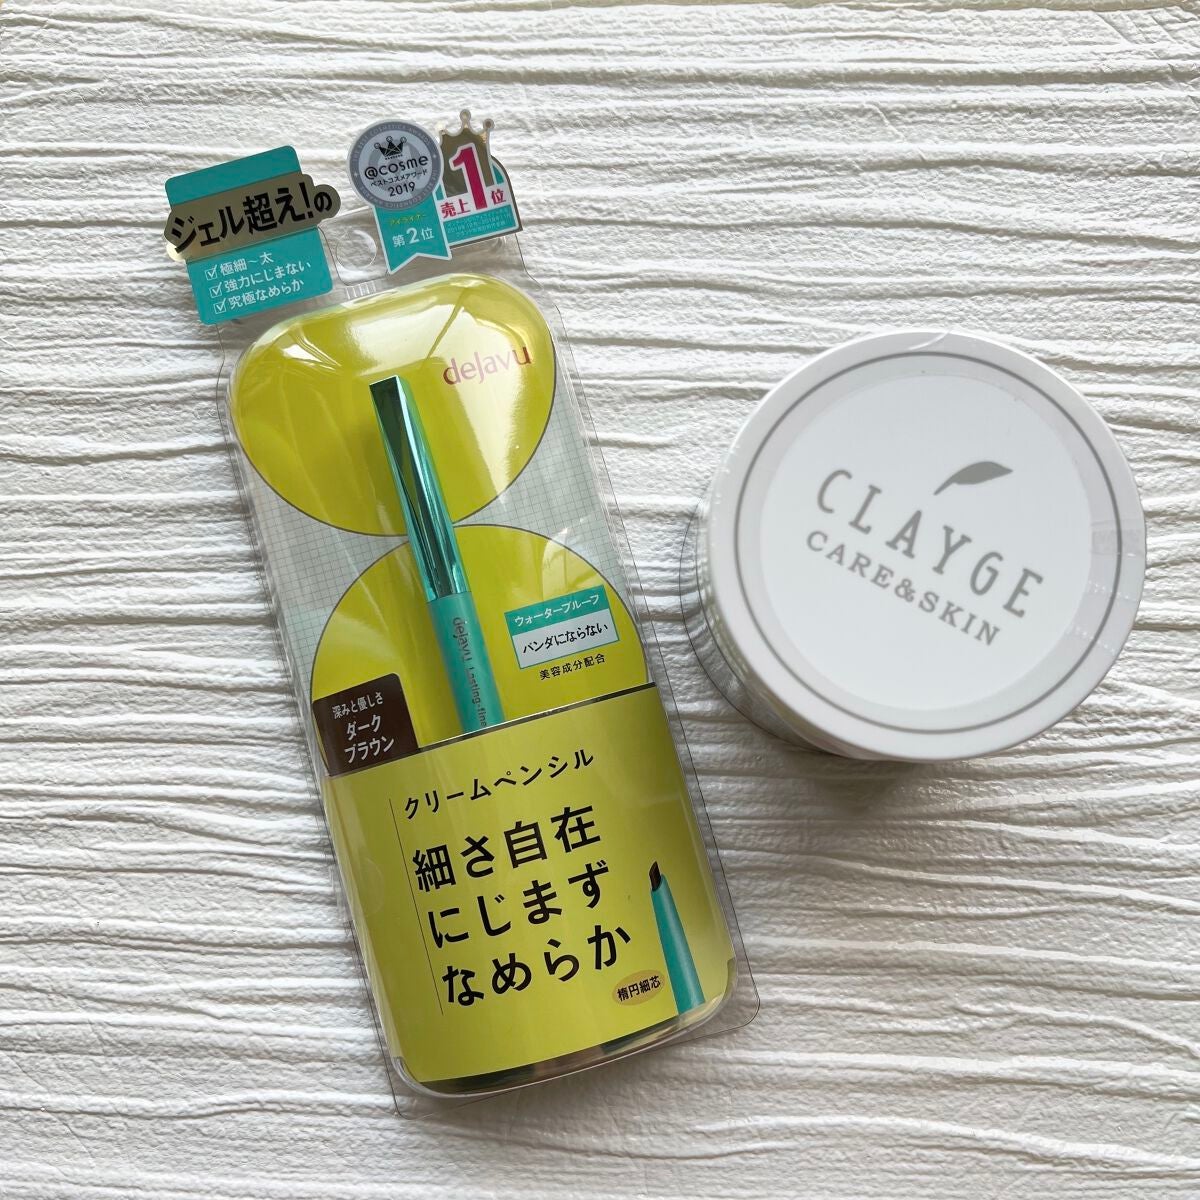 ジェル超え!の
極細～太
強力ににじまない
究極なめらか
@cosme
ベストコスメアワード
2019
アイライナー
第2位
売上
1
位
dejavu
dejavu Lasting-fine
ウォータープルーフ
パンダにならない
美容成分配合
深みと優しさ
ダーク
ブラウン
クリームペンシル
細さ自在
にじまず
なめらか
楕円細芯
CLAYGE
CARE&SKIN